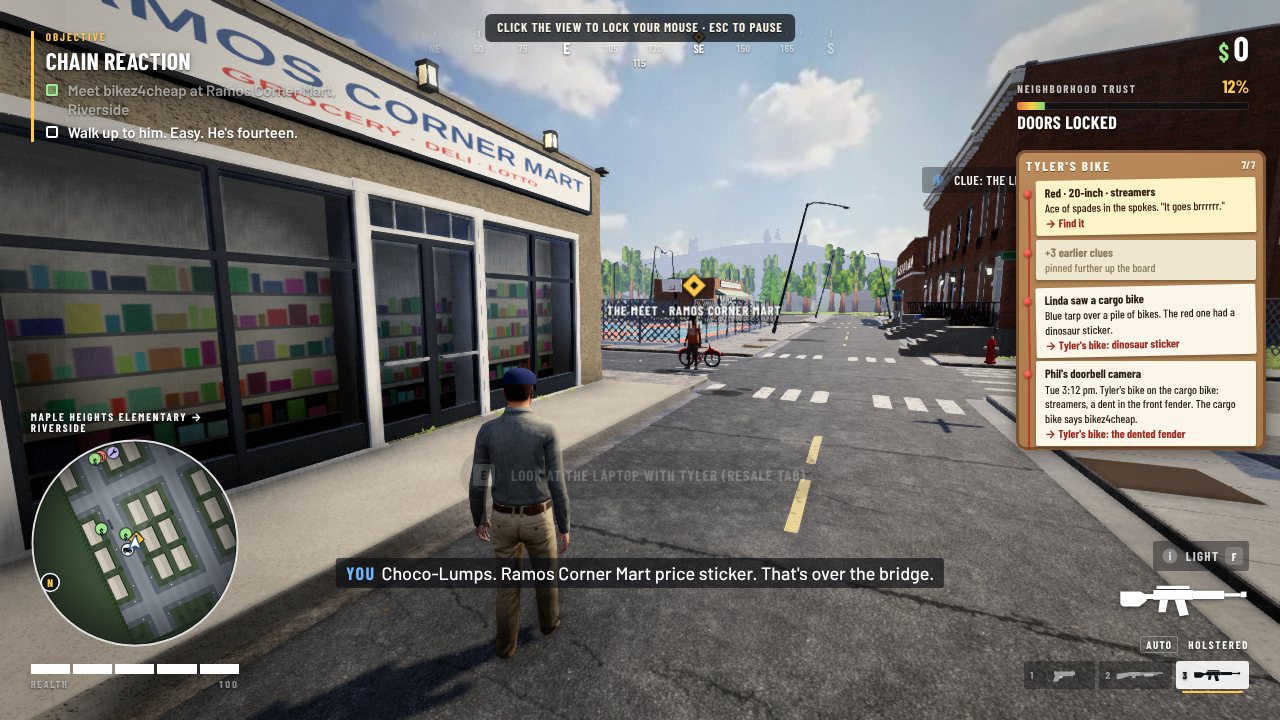 CLICK THE VIEW TO LOCK YOUR MOUSE · ESC TO PAUSE
NE 60 75 E 105 120 SE 150 165 S
115
OBJECTIVE
CHAIN REACTION
Meet bikez4cheap at Ramos Corner Mart,
Riverside
Walk up to him. Easy. He's fourteen.
RAMOS CORNER MART
GROCERY · DELI · LOTTO
$0
NEIGHBORHOOD TRUST 12%
DOORS LOCKED
CLUE: THE LI
TYLER'S BIKE 7/7
Red · 20-inch · streamers
Ace of spades in the spokes. "It goes brrrrrr."
→ Find it
+3 earlier clues
pinned further up the board
Linda saw a cargo bike
Blue tarp over a pile of bikes. The red one had a
dinosaur sticker.
→ Tyler's bike: dinosaur sticker
Phil's doorbell camera
Tue 3:12 pm. Tyler's bike on the cargo bike:
streamers, a dent in the front fender. The cargo
bike says bikez4cheap.
→ Tyler's bike: the dented fender
THE MEET · RAMOS CORNER MART
MAPLE HEIGHTS ELEMENTARY →
RIVERSIDE
N
E LOOK AT THE LAPTOP WITH TYLER (RESALE TAB)
YOU Choco-Lumps. Ramos Corner Mart price sticker. That's over the bridge.
LIGHT F
AUTO HOLSTERED
1 2 3
HEALTH 100